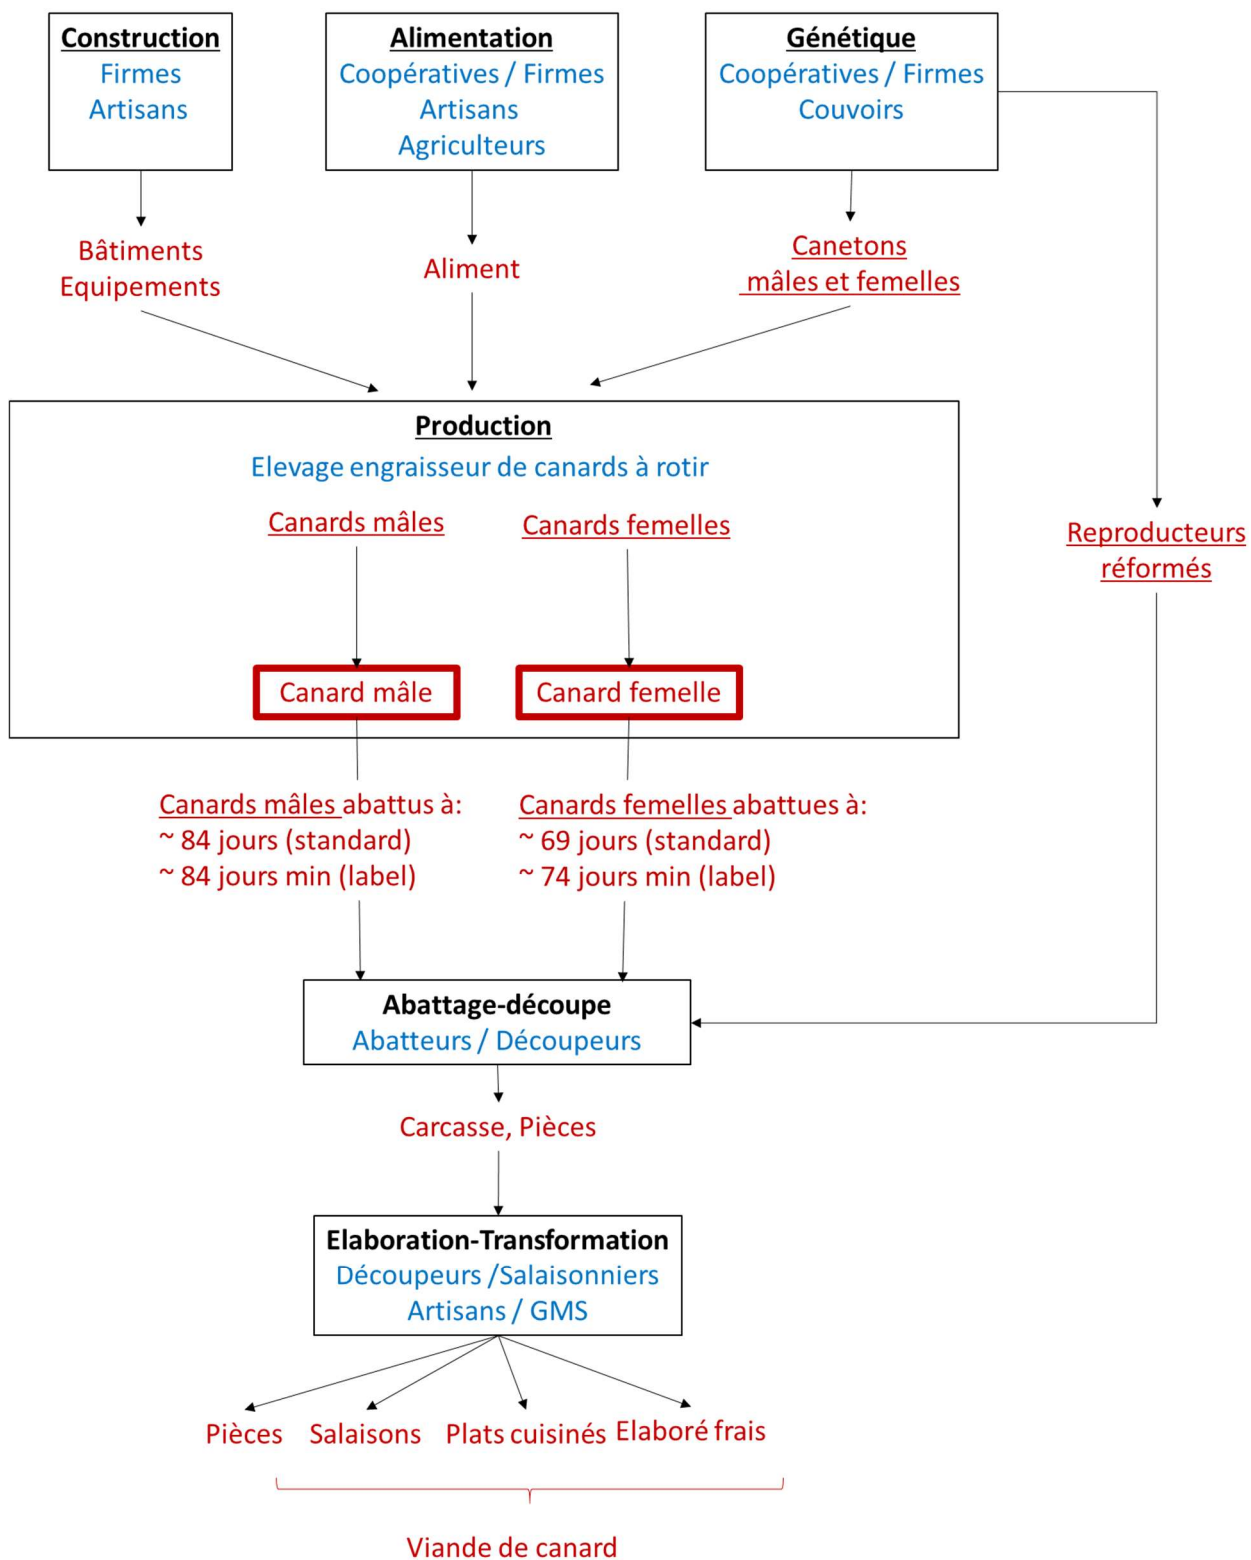 Construction
Firmes
Artisans
Alimentation
Coopératives / Firmes
Artisans
Agriculteurs
Génétique
Coopératives / Firmes
Couvoirs
Bâtiments
Equipements
Aliment
Canetons
mâles et femelles
Production
Elevage engraisseur de canards à rotir
Canards mâles
Canards femelles
Reproducteurs
réformés
Canard mâle
Canard femelle
Canards mâles abattus à:
~ 84 jours (standard)
~ 84 jours min (label)
Canards femelles abattues à:
~ 69 jours (standard)
~ 74 jours min (label)
Abattage-découpe
Abatteurs / Découpeurs
Carcasse, Pièces
Elaboration-Transformation
Découpeurs /Salaisonniers
Artisans / GMS
Pièces
Salaisons
Plats cuisinés
Elaboré frais
Viande de canard